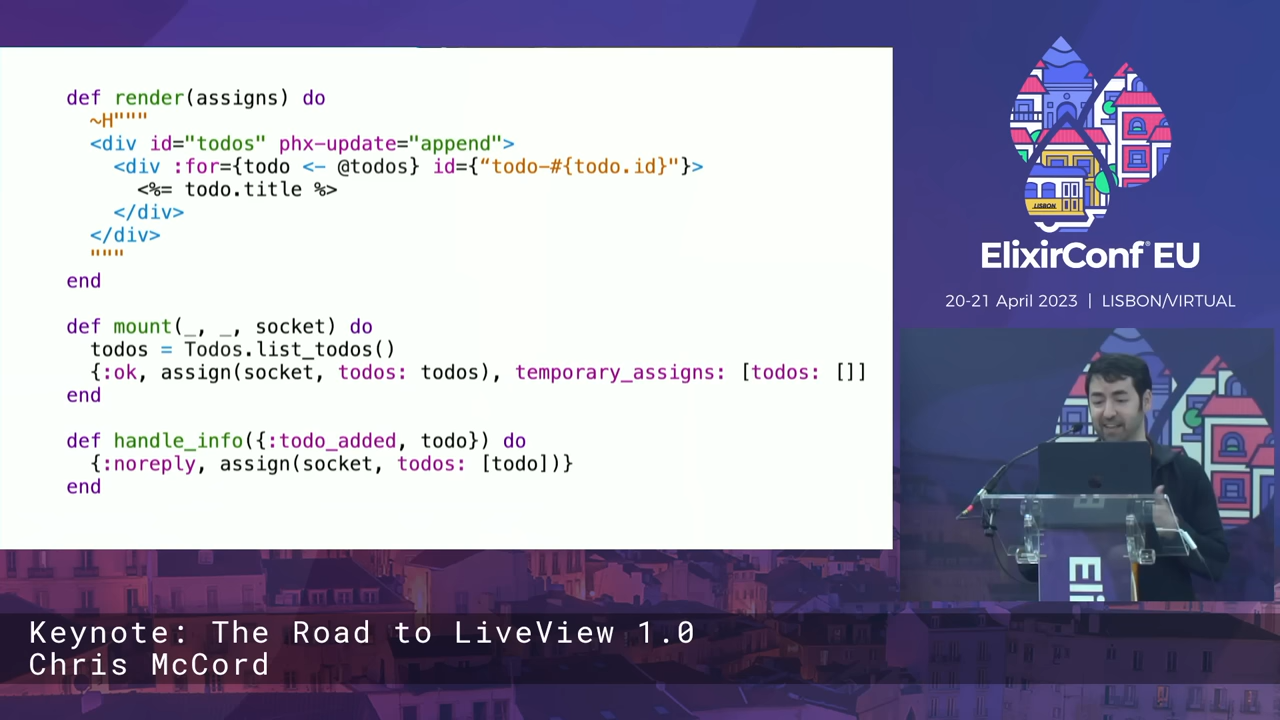 def render(assigns) do
  ~H"""
  <div id="todos" phx-update="append">
    <div :for={todo <- @todos} id={“todo-#{todo.id}"}>
      <%= todo.title %>
    </div>
  </div>
  """
end
def mount(_, _, socket) do
  todos = Todos.list_todos()
  {:ok, assign(socket, todos: todos), temporary_assigns: [todos: []]
end
def handle_info({:todo_added, todo}) do
  {:noreply, assign(socket, todos: [todo])}
end
LISBON
ElixirConf® EU
20-21 April 2023 | LISBON/VIRTUAL
Eli
Keynote: The Road to LiveView 1.0
Chris McCord